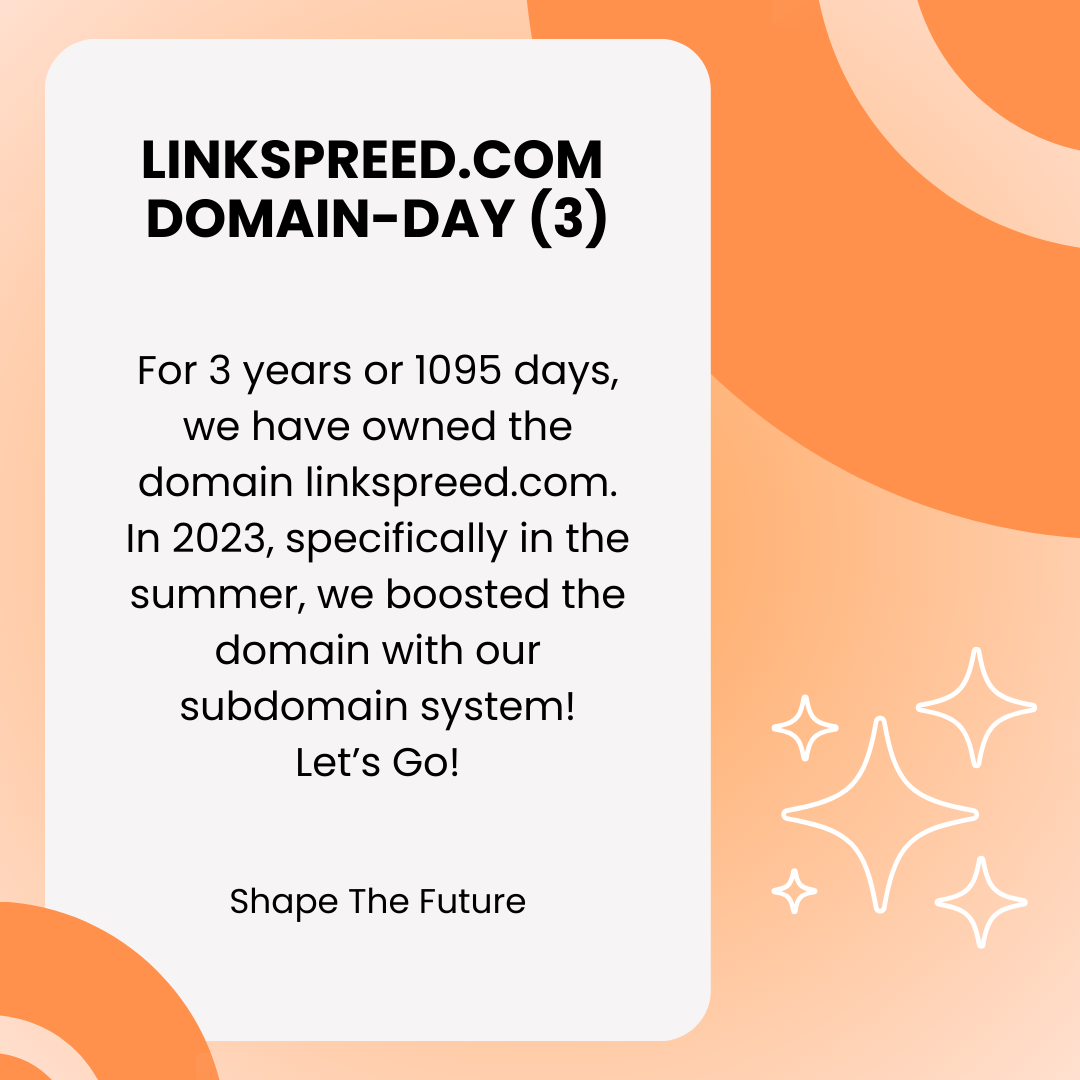 LINKSPREED.COM
DOMAIN-DAY (3)
For 3 years or 1095 days,
we have owned the
domain linkspreed.com.
In 2023, specifically in the
summer, we boosted the
domain with our
subdomain system!
Let’s Go!
Shape The Future